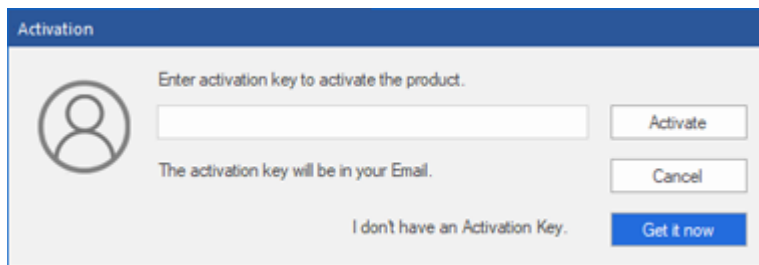 Activation
Enter activation key to activate the product.
Activate
The activation key will be in your Email.
Cancel
I don't have an Activation Key.
Get it now